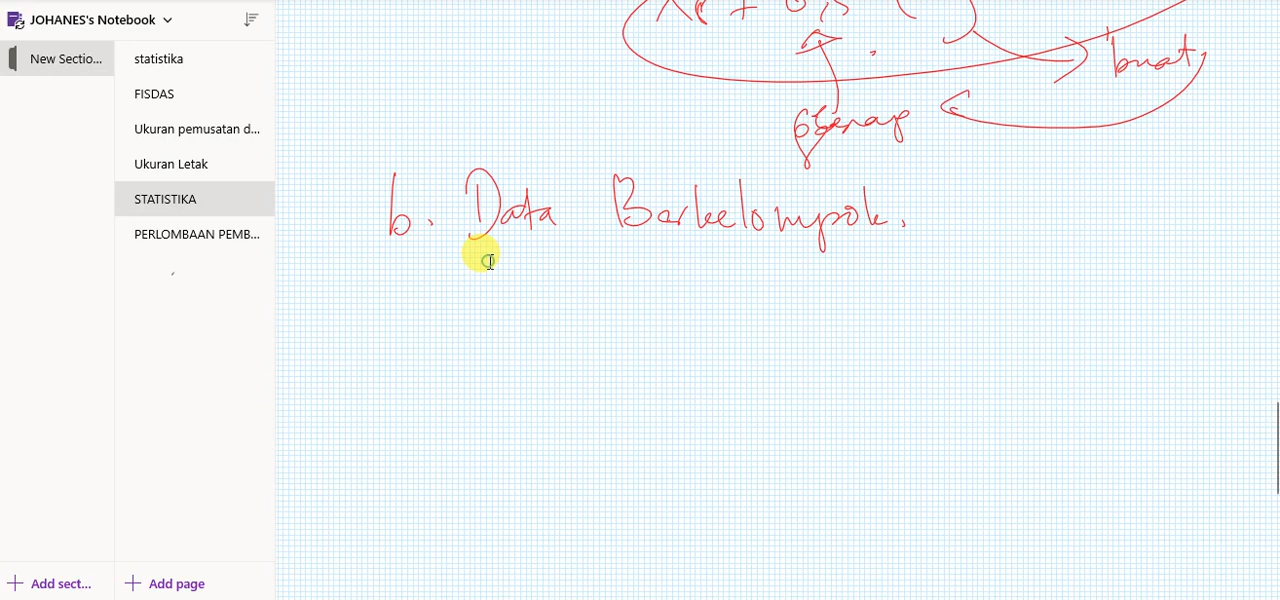 JOHANES's Notebook
New Sectio...
statistika
FISDAS
Ukuran pemusatan d...
Ukuran Letak
STATISTIKA
PERLOMBAAN PEMB...
buat.
b. Data Berkelompok.
Add sect...
Add page